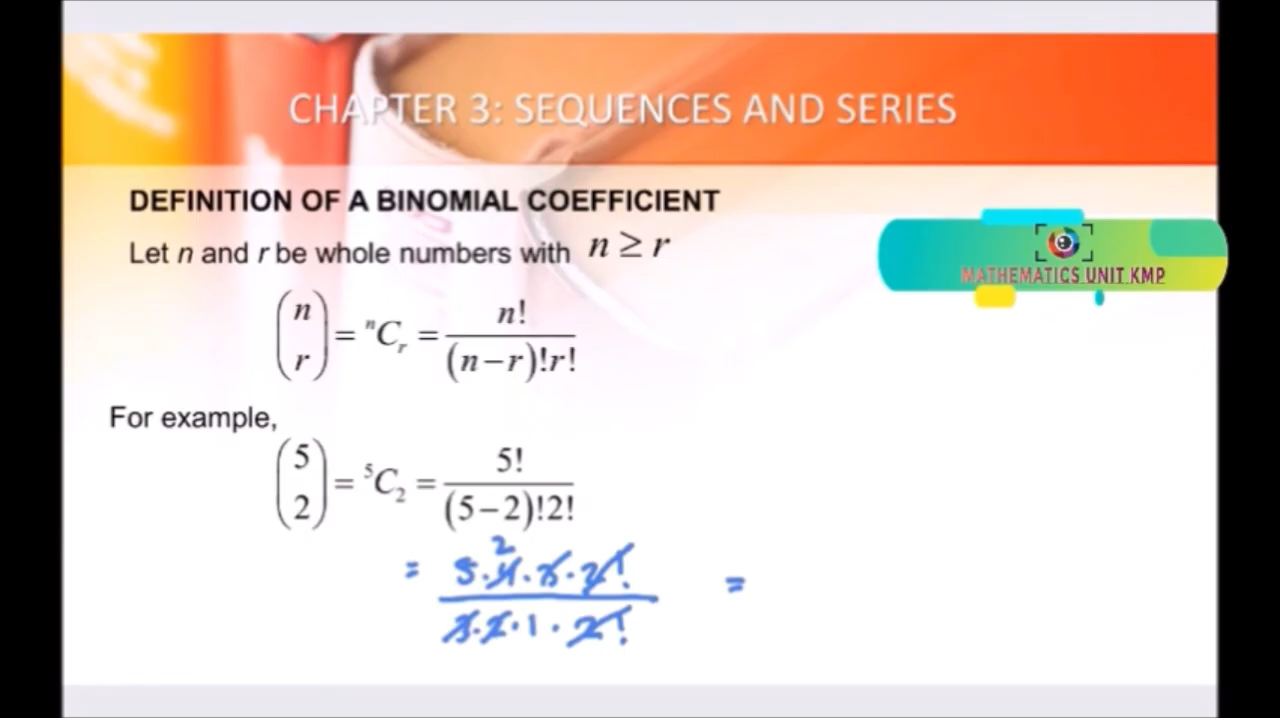 CHAPTER 3: SEQUENCES AND SERIES
DEFINITION OF A BINOMIAL COEFFICIENT
Let n and r be whole numbers with n ≥ r
MATHEMATICS UNIT KMP
(n r) = ⁿCᵣ = n! / (n−r)!r!
For example,
(5 2) = ⁵C₂ = 5! / (5−2)!2!
2
= 5·4·3·2! / 3·2·1·2! =